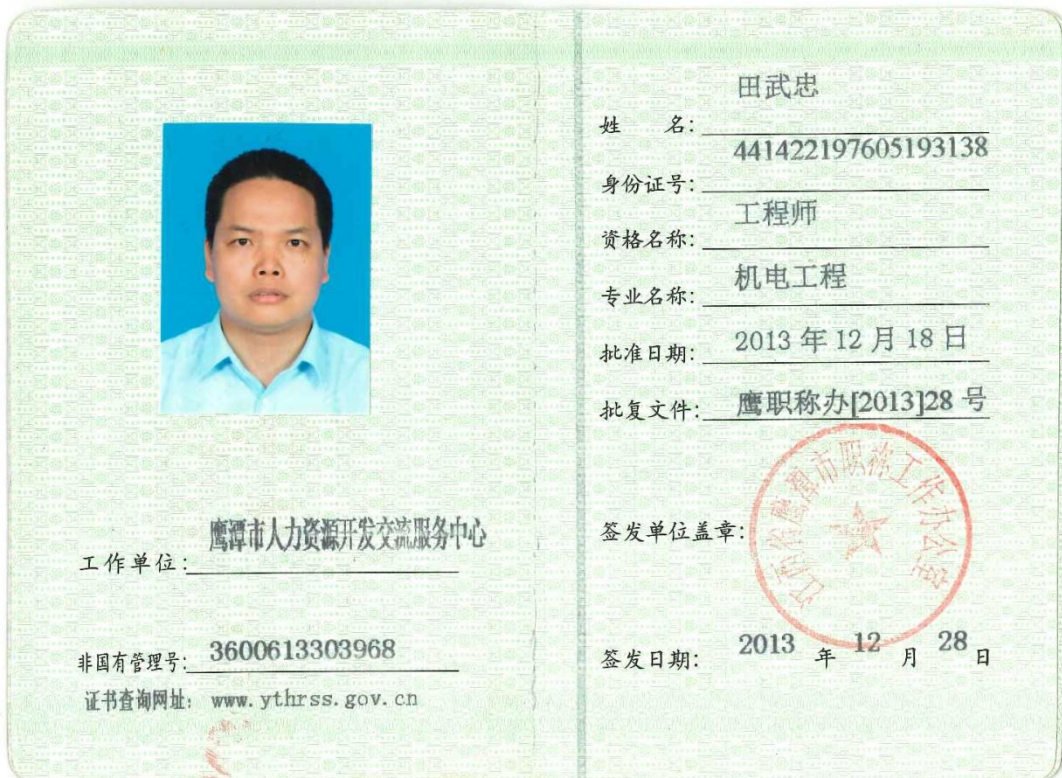 工作单位：鹰潭市人力资源开发交流服务中心
非国有管理号：3600613303968
证书查询网址：www.ythrss.gov.cn
姓 名：田武忠
身份证号：441422197605193138
资格名称：工程师
专业名称：机电工程
批准日期：2013 年 12 月 18 日
批复文件：鹰职称办[2013]28 号
签发单位盖章：
江西省鹰潭市职称工作办公室
签发日期：2013 年 12 月 28 日